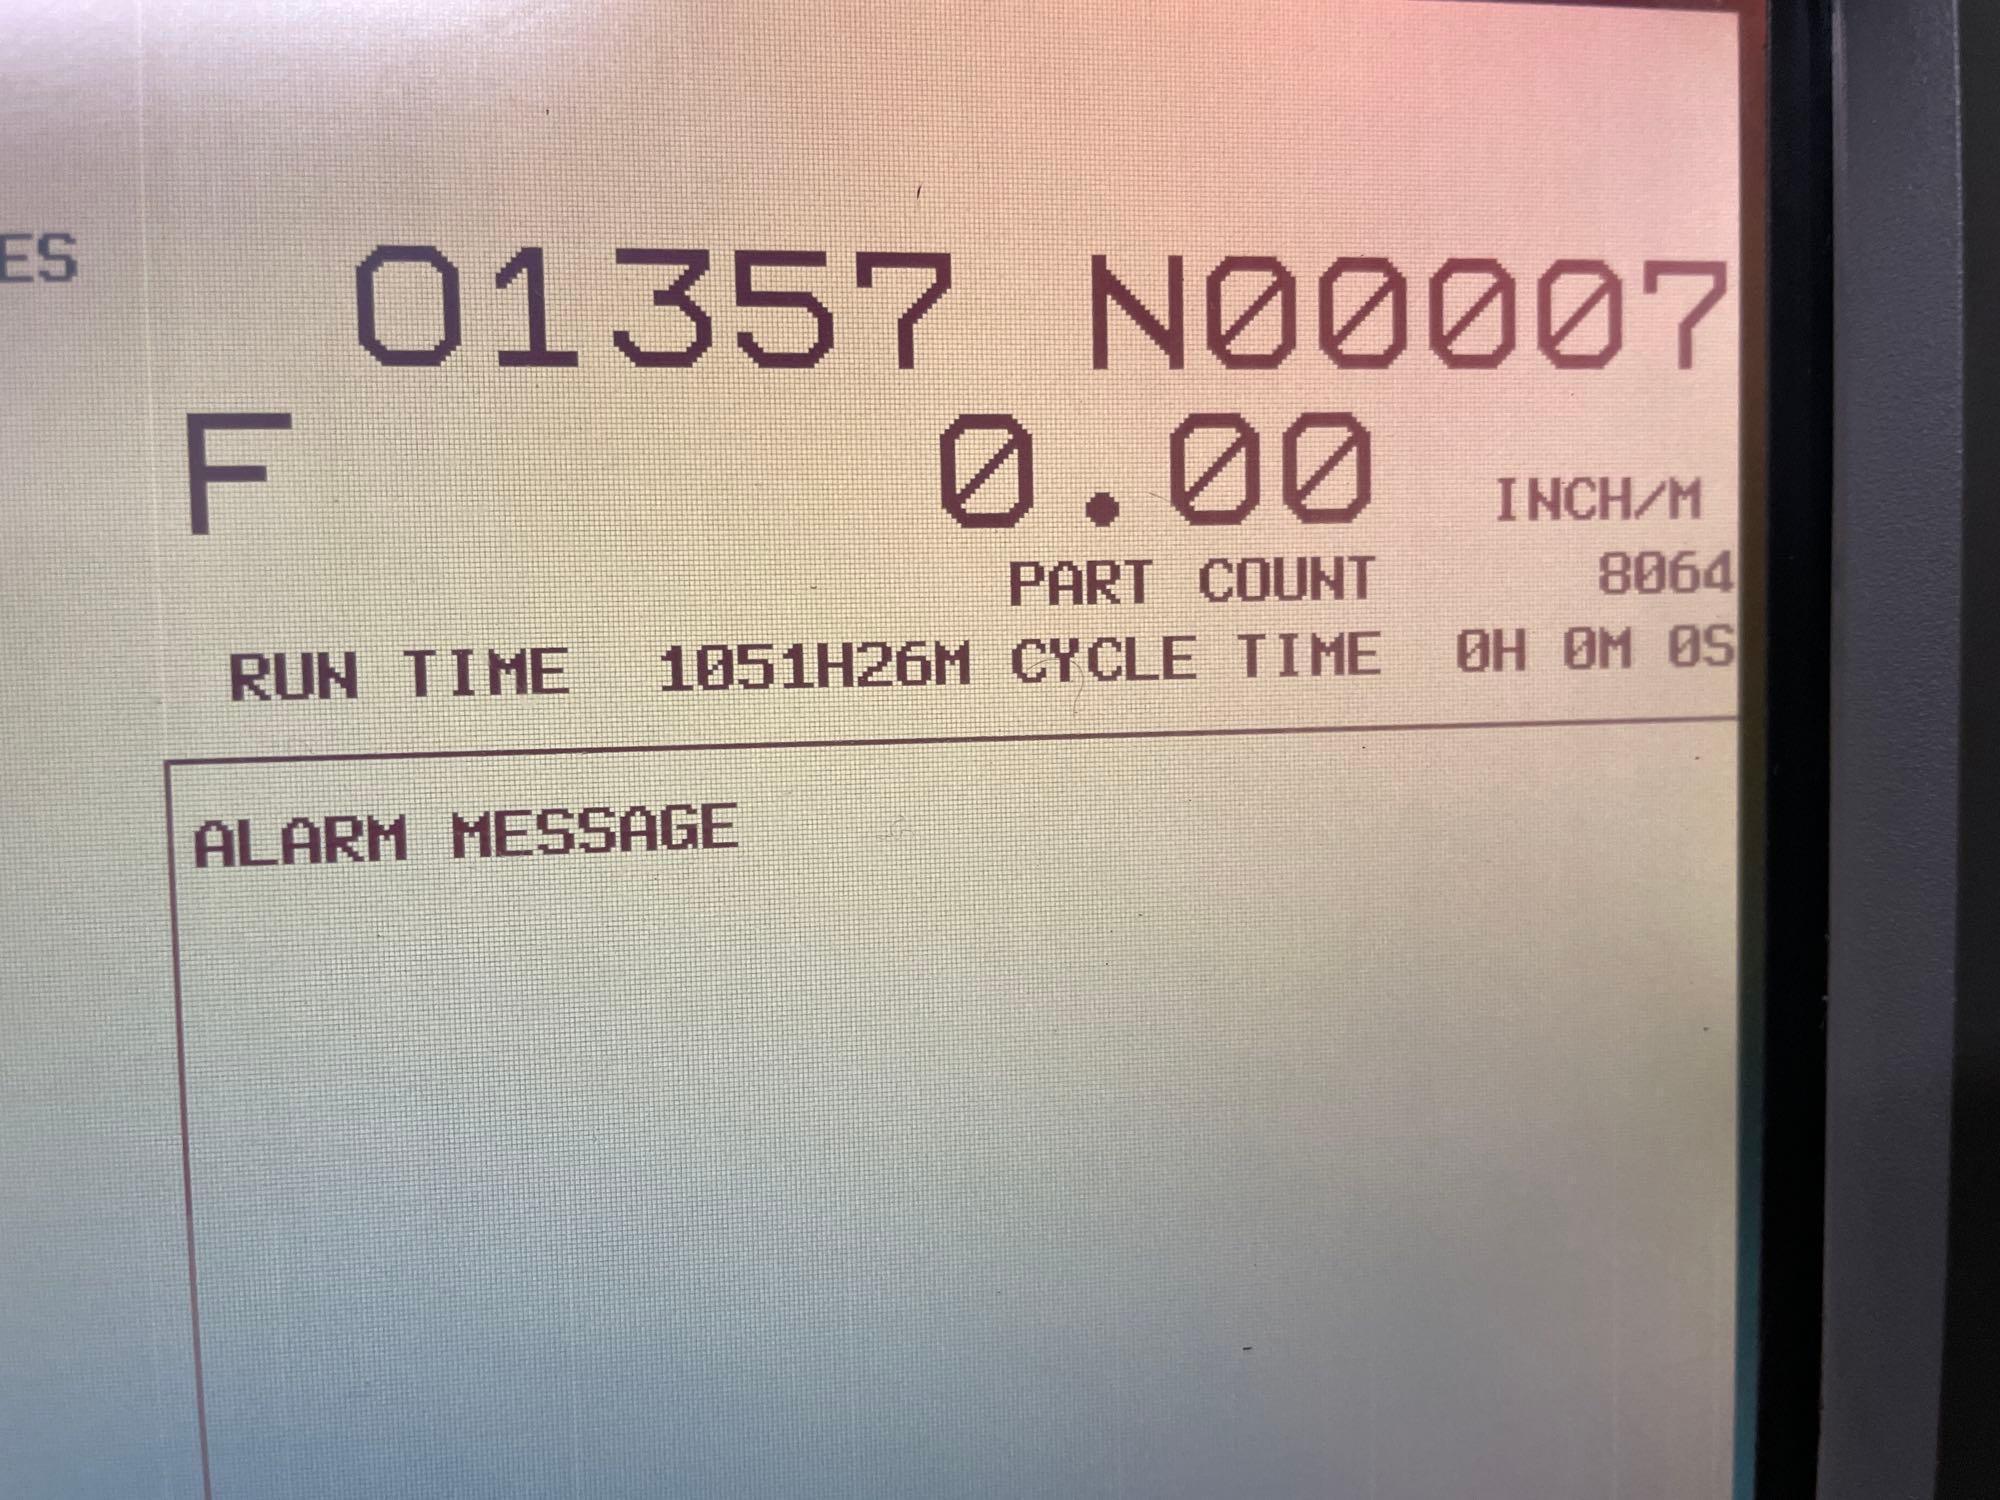 ES
O1357 N00007
F 0.00 INCH/M
PART COUNT 8064
RUN TIME 1051H26M CYCLE TIME 0H 0M 0S
ALARM MESSAGE